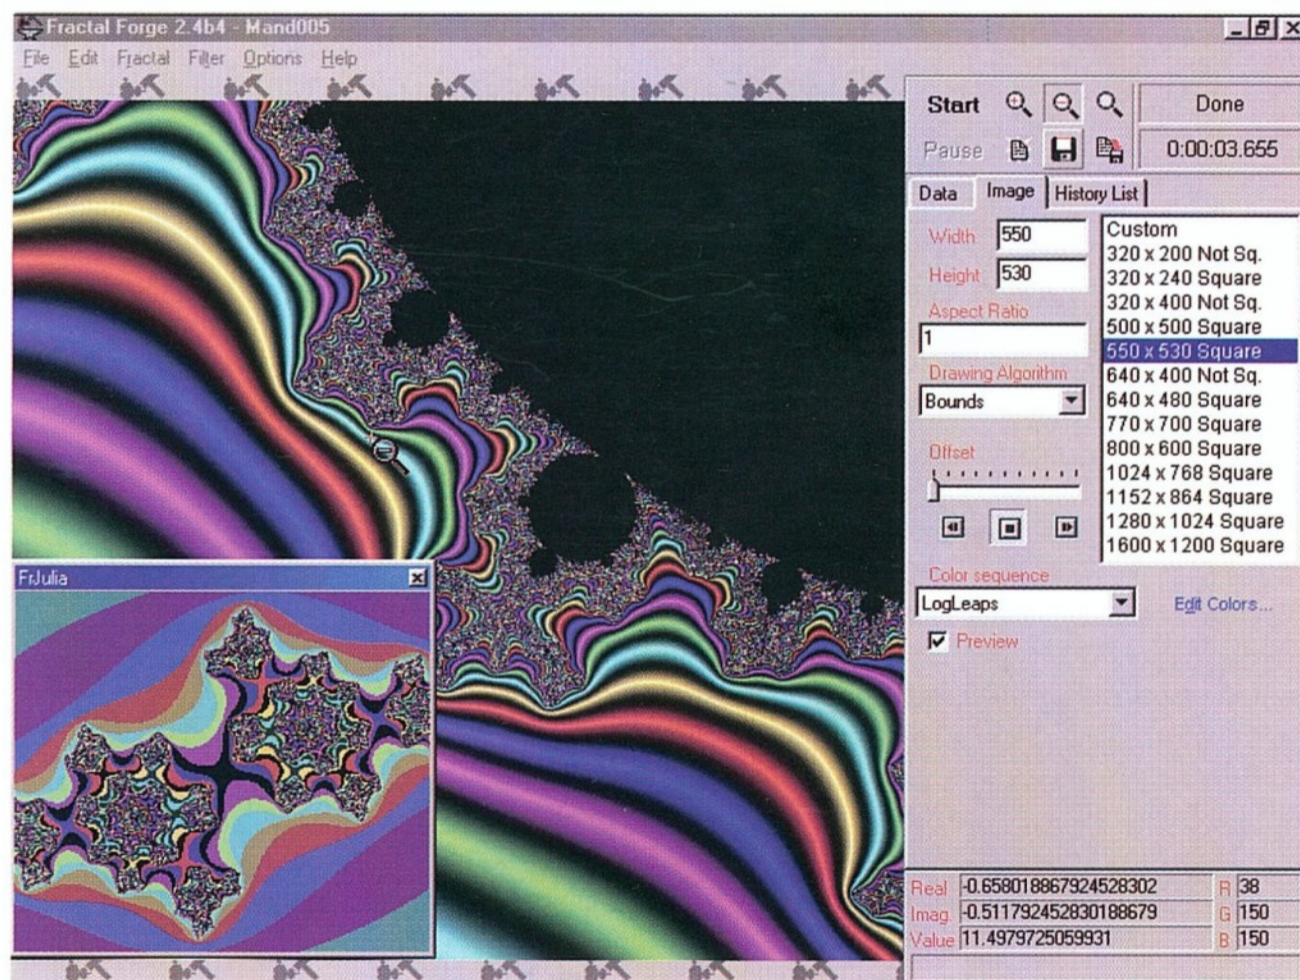 Fractal Forge 2.4b4 - Mand005
File Edit Fractal Filter Options Help
Start
Done
Pause
0:00:03.655
Data Image History List
Width 550
Height 530
Aspect Ratio
1
Drawing Algorithm
Bounds
Offset
Custom
320 x 200 Not Sq.
320 x 240 Square
320 x 400 Not Sq.
500 x 500 Square
550 x 530 Square
640 x 400 Not Sq.
640 x 480 Square
770 x 700 Square
800 x 600 Square
1024 x 768 Square
1152 x 864 Square
1280 x 1024 Square
1600 x 1200 Square
Color sequence
LogLeaps
Edit Colors...
Preview
FrJulia
Real -0.658018867924528302 R 38
Imag. -0.511792452830188679 G 150
Value 11.4979725059931 B 150